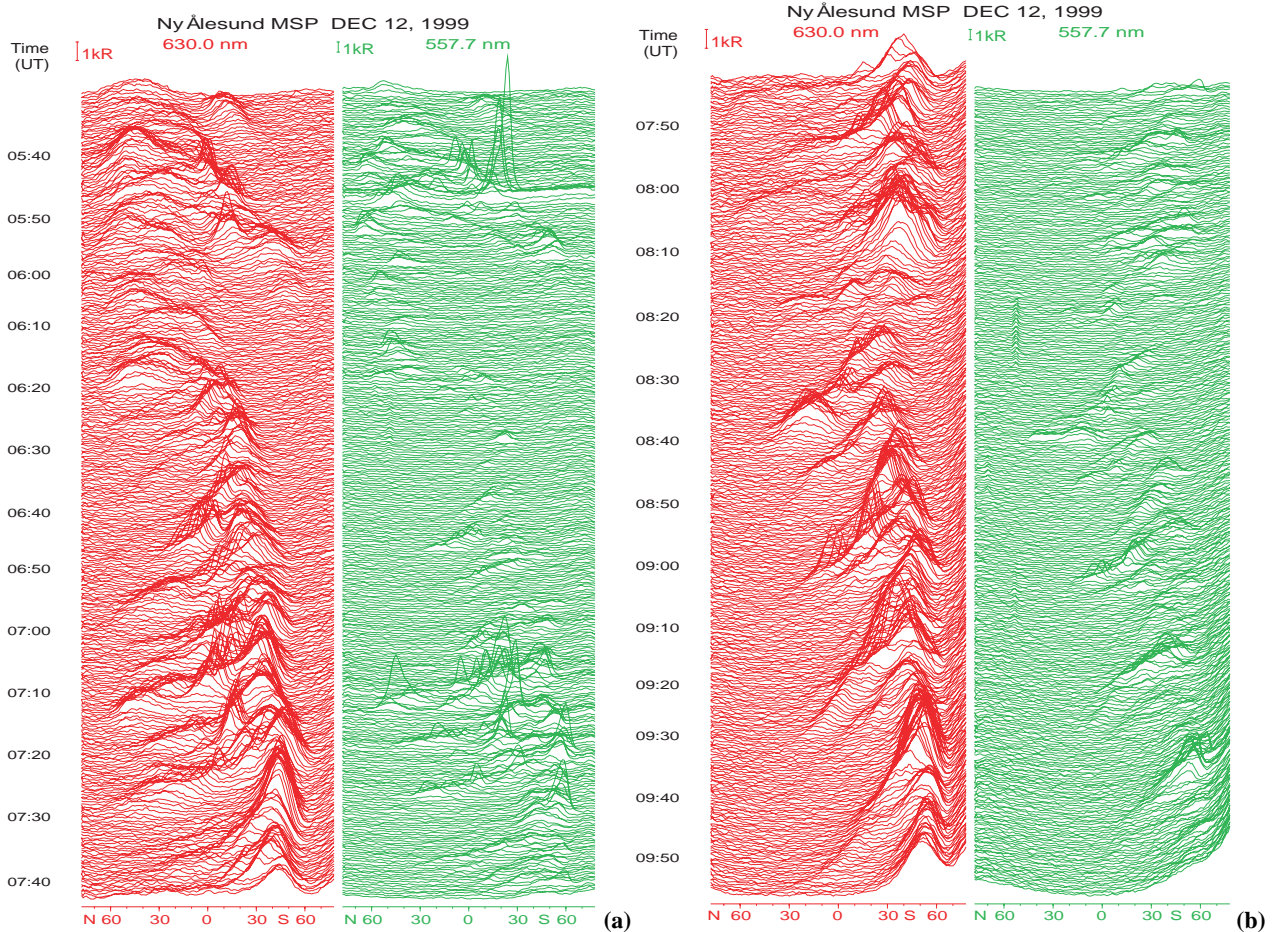 Ny Ålesund MSP DEC 12, 1999
Time
(UT)
1kR
630.0 nm
1kR
557.7 nm
05:40
05:50
06:00
06:10
06:20
06:30
06:40
06:50
07:00
07:10
07:20
07:30
07:40
N 60 30 0 30 S 60
N 60 30 0 30 S 60
(a)
Ny Ålesund MSP DEC 12, 1999
Time
(UT)
1kR
630.0 nm
1kR
557.7 nm
07:50
08:00
08:10
08:20
08:30
08:40
08:50
09:00
09:10
09:20
09:30
09:40
09:50
N 60 30 0 30 S 60
N 60 30 0 30 S 60
(b)